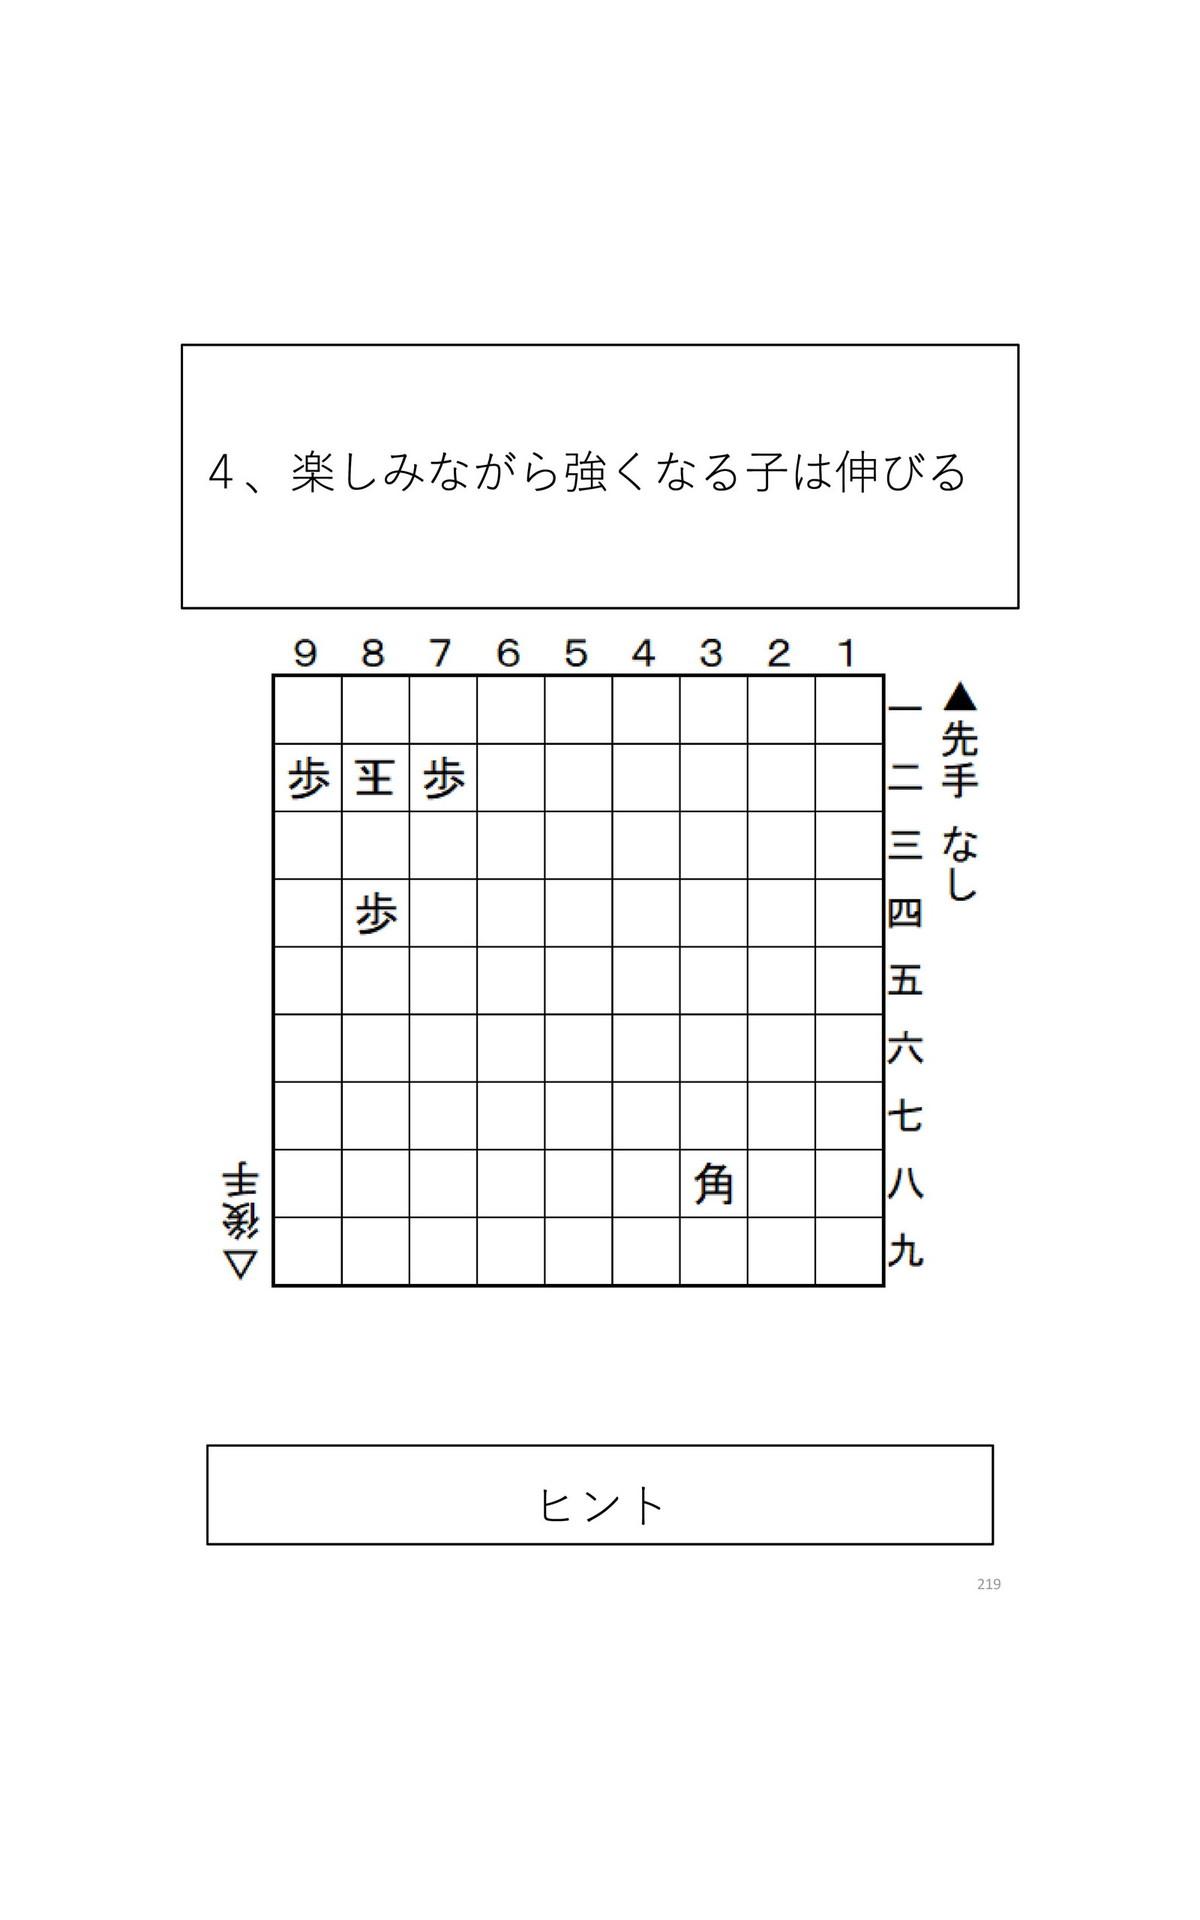 4、楽しみながら強くなる子は伸びる
9 8 7 6 5 4 3 2 1
一
歩 王 歩 二
三
歩 四
五
六
七
角 八
九
▲先手 なし
△後手
ヒント
219